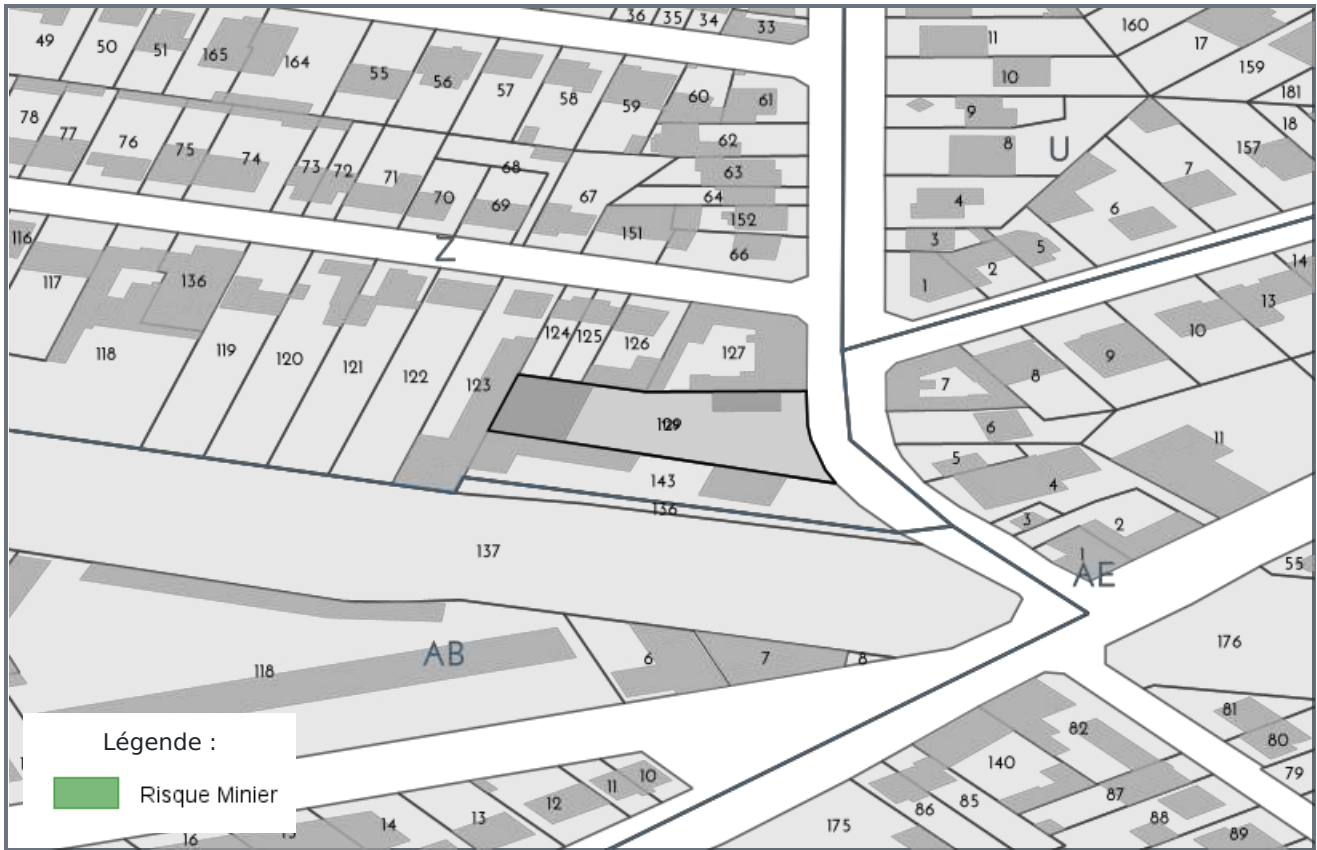 36 35 34 33
49 50 51 165 164 55 56 57 58 59 60 61
11 160 17 159 181
10 9 8 U 18 157
78 77 76 75 74 73 72 71 70 69 68 67
62 63 64 151 152 66
4 3 1 2 5 6 7
116 117 136 Z
118 119 120 121 122 123 124 125 126 127
14 13 10 9 8 7
129
143
136
137
6 5 4 3 2 1 11
AE
55
176
118 AB 6 7 8
81 80 79
82 140 87 88 89
10 11 12 13 14 16
175 86 85
Légende :
Risque Minier